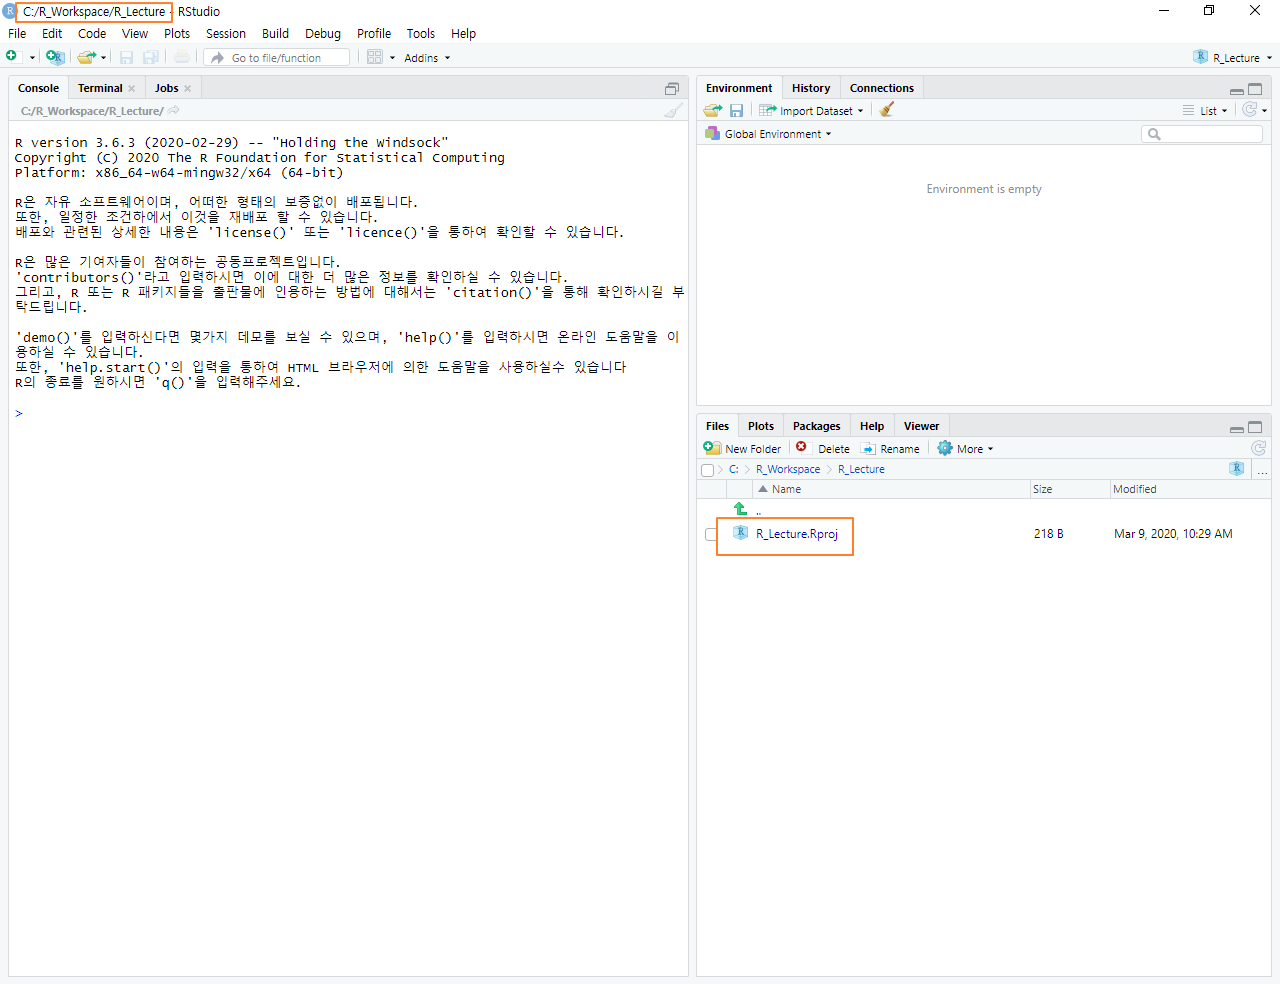 C:/R_Workspace/R_Lecture - RStudio
File Edit Code View Plots Session Build Debug Profile Tools Help
Go to file/function Addins R_Lecture
Console Terminal Jobs
C:/R_Workspace/R_Lecture/
R version 3.6.3 (2020-02-29) -- "Holding the Windsock"
Copyright (C) 2020 The R Foundation for Statistical Computing
Platform: x86_64-w64-mingw32/x64 (64-bit)
R은 자유 소프트웨어이며, 어떠한 형태의 보증없이 배포됩니다.
또한, 일정한 조건하에서 이것을 재배포 할 수 있습니다.
배포와 관련된 상세한 내용은 'license()' 또는 'licence()'을 통하여 확인할 수 있습니다.
R은 많은 기여자들이 참여하는 공동프로젝트입니다.
'contributors()'라고 입력하시면 이에 대한 더 많은 정보를 확인하실 수 있습니다.
그리고, R 또는 R 패키지들을 출판물에 인용하는 방법에 대해서는 'citation()'을 통해 확인하시길 부
탁드립니다.
'demo()'를 입력하신다면 몇가지 데모를 보실 수 있으며, 'help()'를 입력하시면 온라인 도움말을 이
용하실 수 있습니다.
또한, 'help.start()'의 입력을 통하여 HTML 브라우저에 의한 도움말을 사용하실수 있습니다
R의 종료를 원하시면 'q()'을 입력해주세요.
>
Environment History Connections
Import Dataset List
Global Environment
Environment is empty
Files Plots Packages Help Viewer
New Folder Delete Rename More
C: R_Workspace R_Lecture R ...
Name Size Modified
..
R_Lecture.Rproj 218 B Mar 9, 2020, 10:29 AM